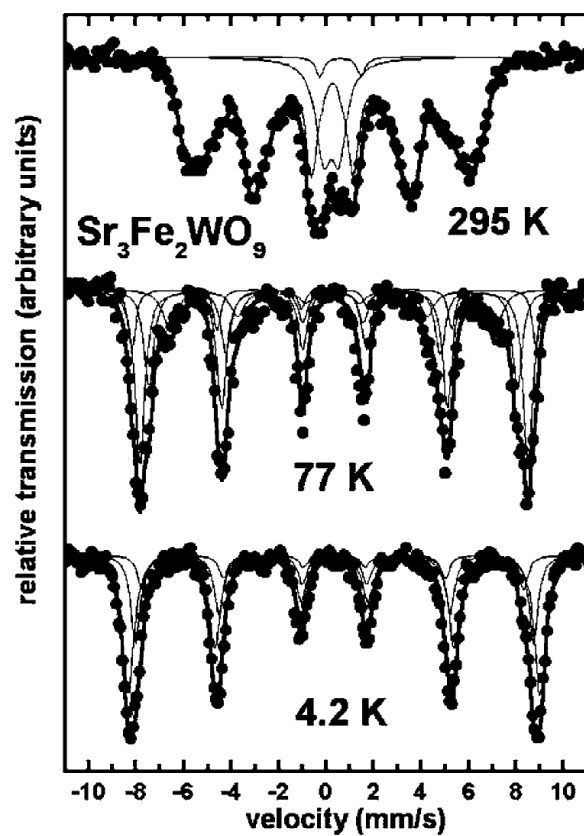 relative transmission (arbitrary units)
295 K
Sr₃Fe₂WO₉
77 K
4.2 K
-10 -8 -6 -4 -2 0 2 4 6 8 10
velocity (mm/s)